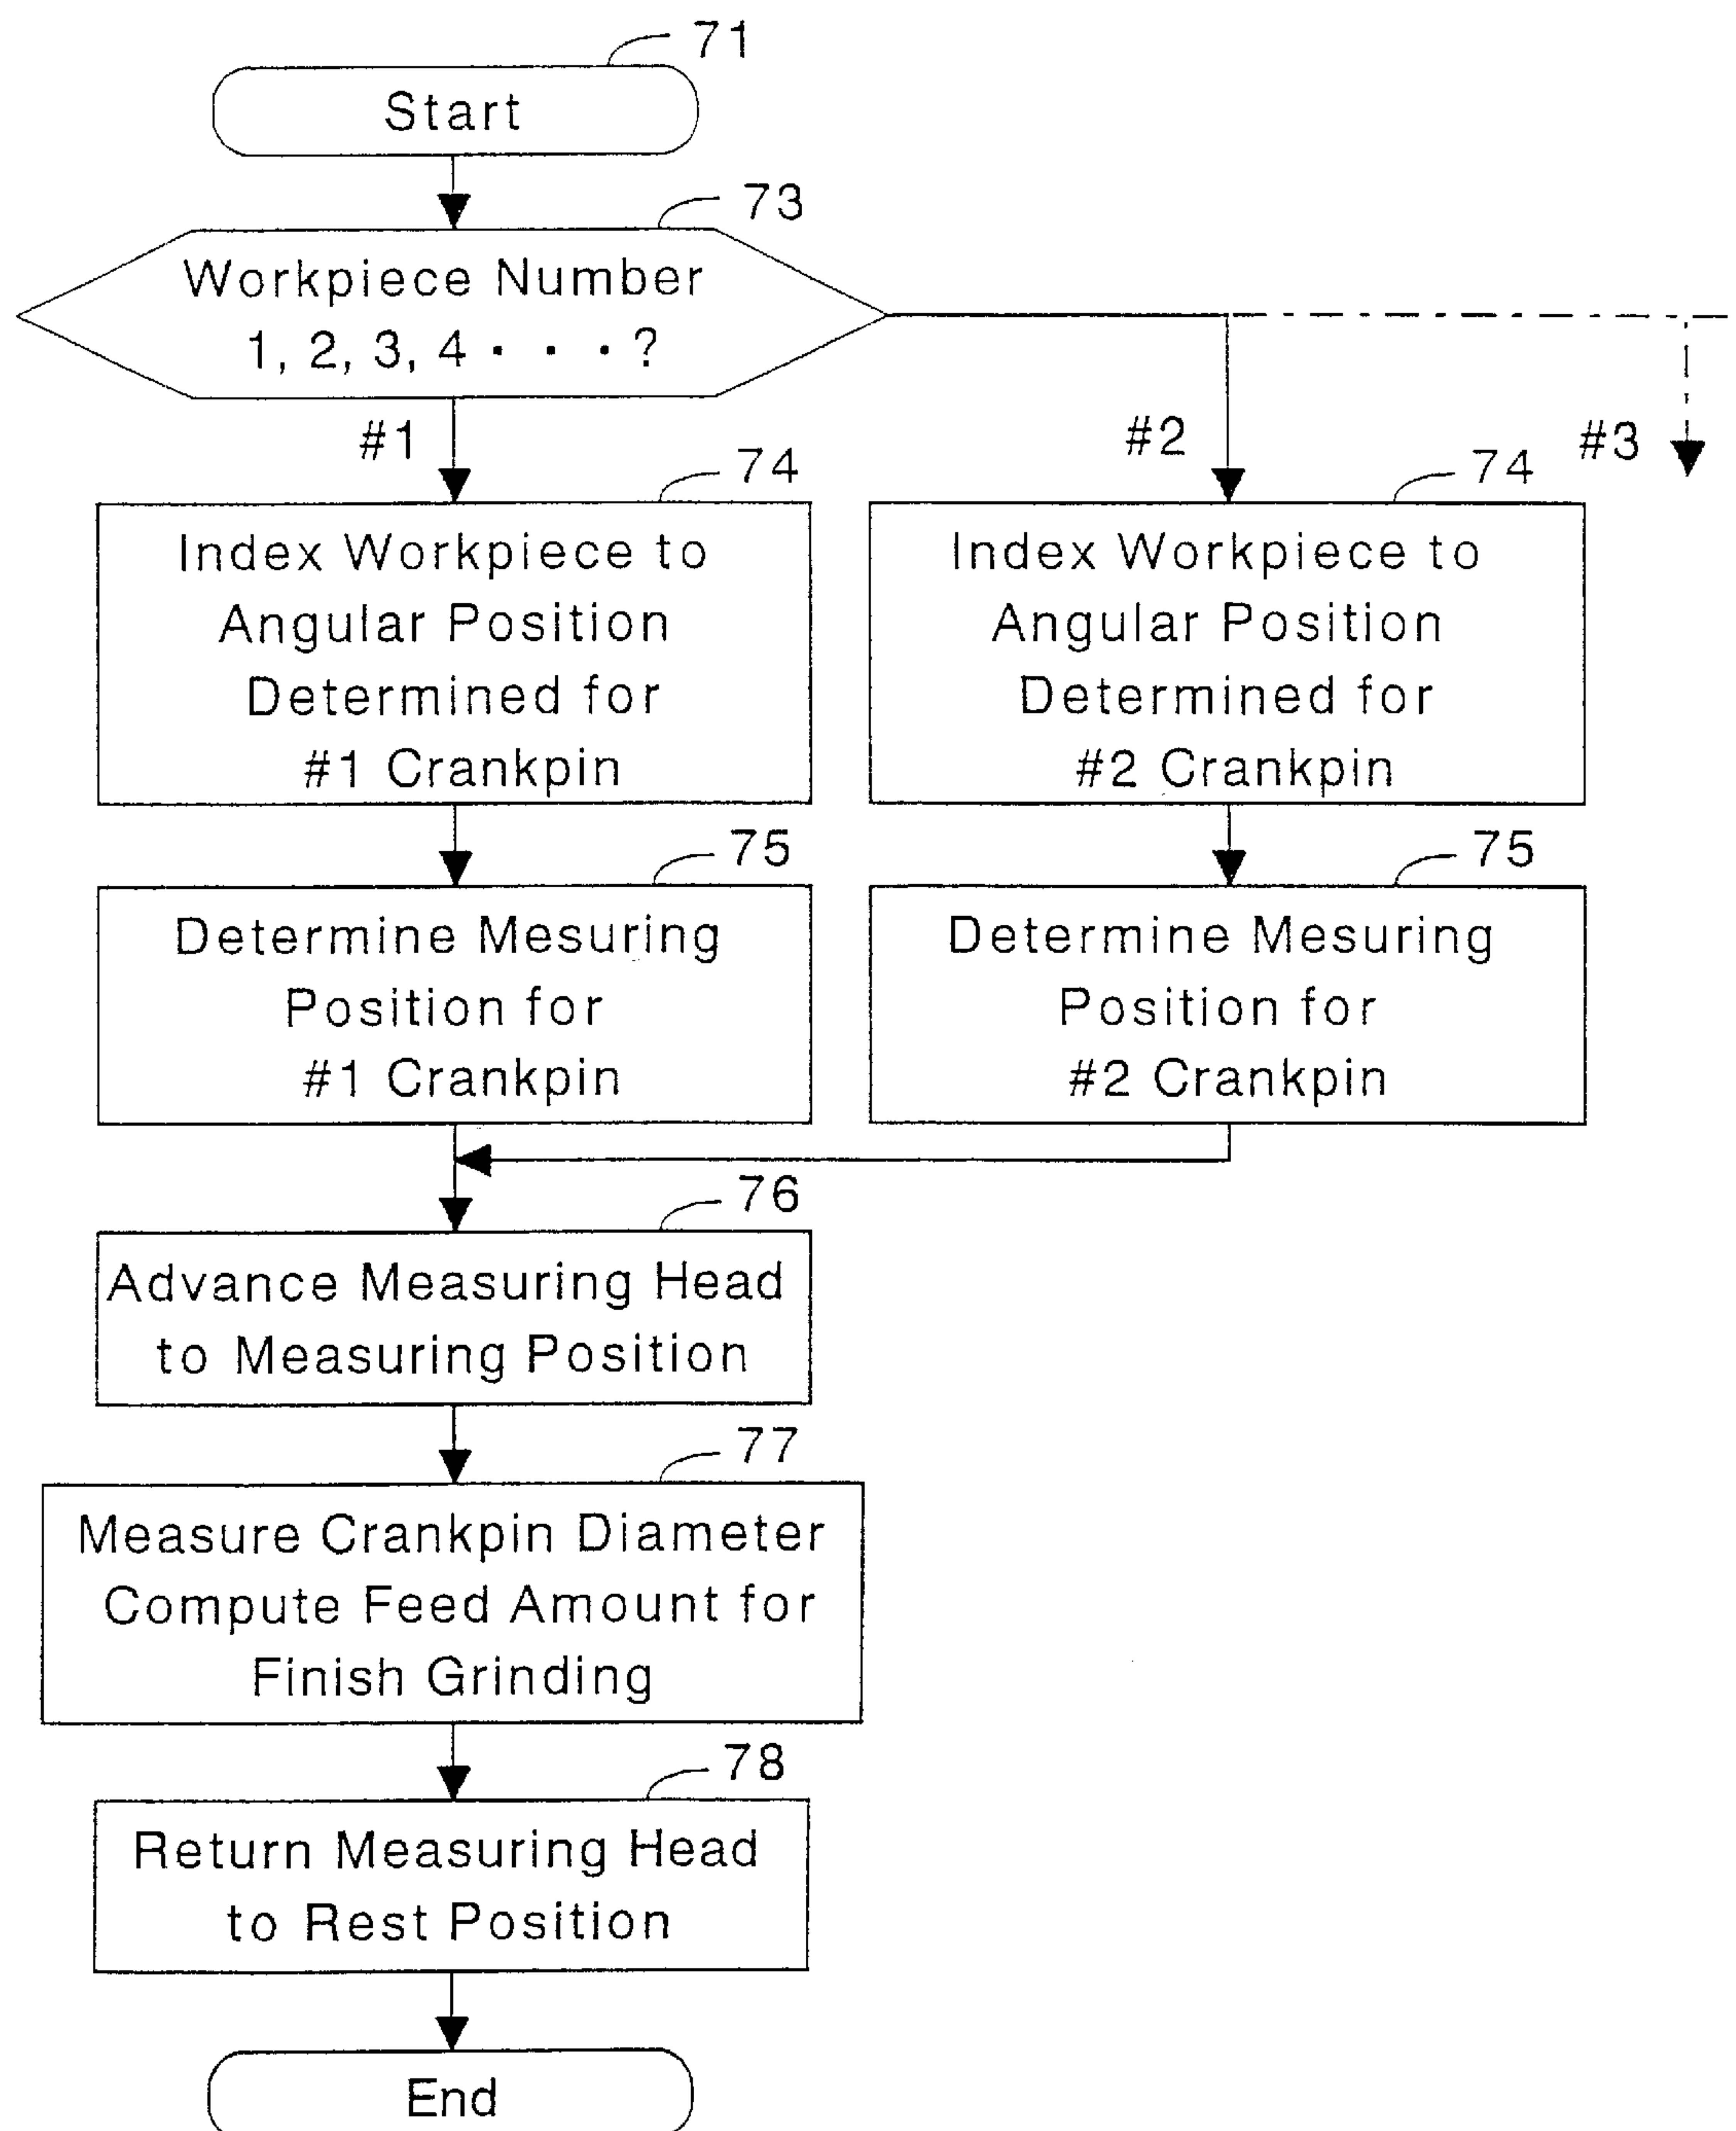 71
Start
73
Workpiece Number
1, 2, 3, 4 · · · ?
#1
#2
#3
74
Index Workpiece to
Angular Position
Determined for
#1 Crankpin
74
Index Workpiece to
Angular Position
Determined for
#2 Crankpin
75
Determine Mesuring
Position for
#1 Crankpin
75
Determine Mesuring
Position for
#2 Crankpin
76
Advance Measuring Head
to Measuring Position
77
Measure Crankpin Diameter
Compute Feed Amount for
Finish Grinding
78
Return Measuring Head
to Rest Position
End